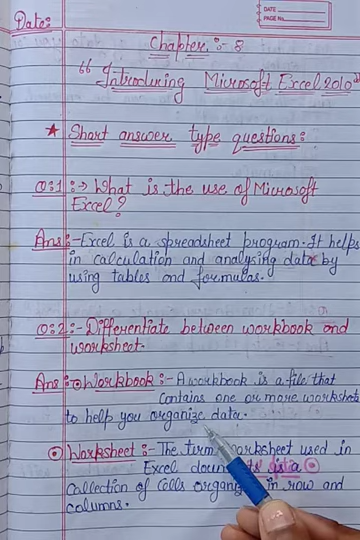 Date:
DATE
PAGE No.
Chapter :- 8
"Introducing Microsoft Excel 2010"
★ Short answer type questions:
Q:1 :→ What is the use of Microsoft
Excel?
Ans:- Excel is a spreadsheet program. It helps
in calculation and analysing data by
using tables and formulas.
Q:2:- Differentiate between workbook and
worksheet.
Ans:- Workbook :- A workbook is a file that
contains one or more worksheets
to help you organize data.
Worksheet :- The term worksheet used in
Excel documents is a
collection of cells organize in row and
columns.